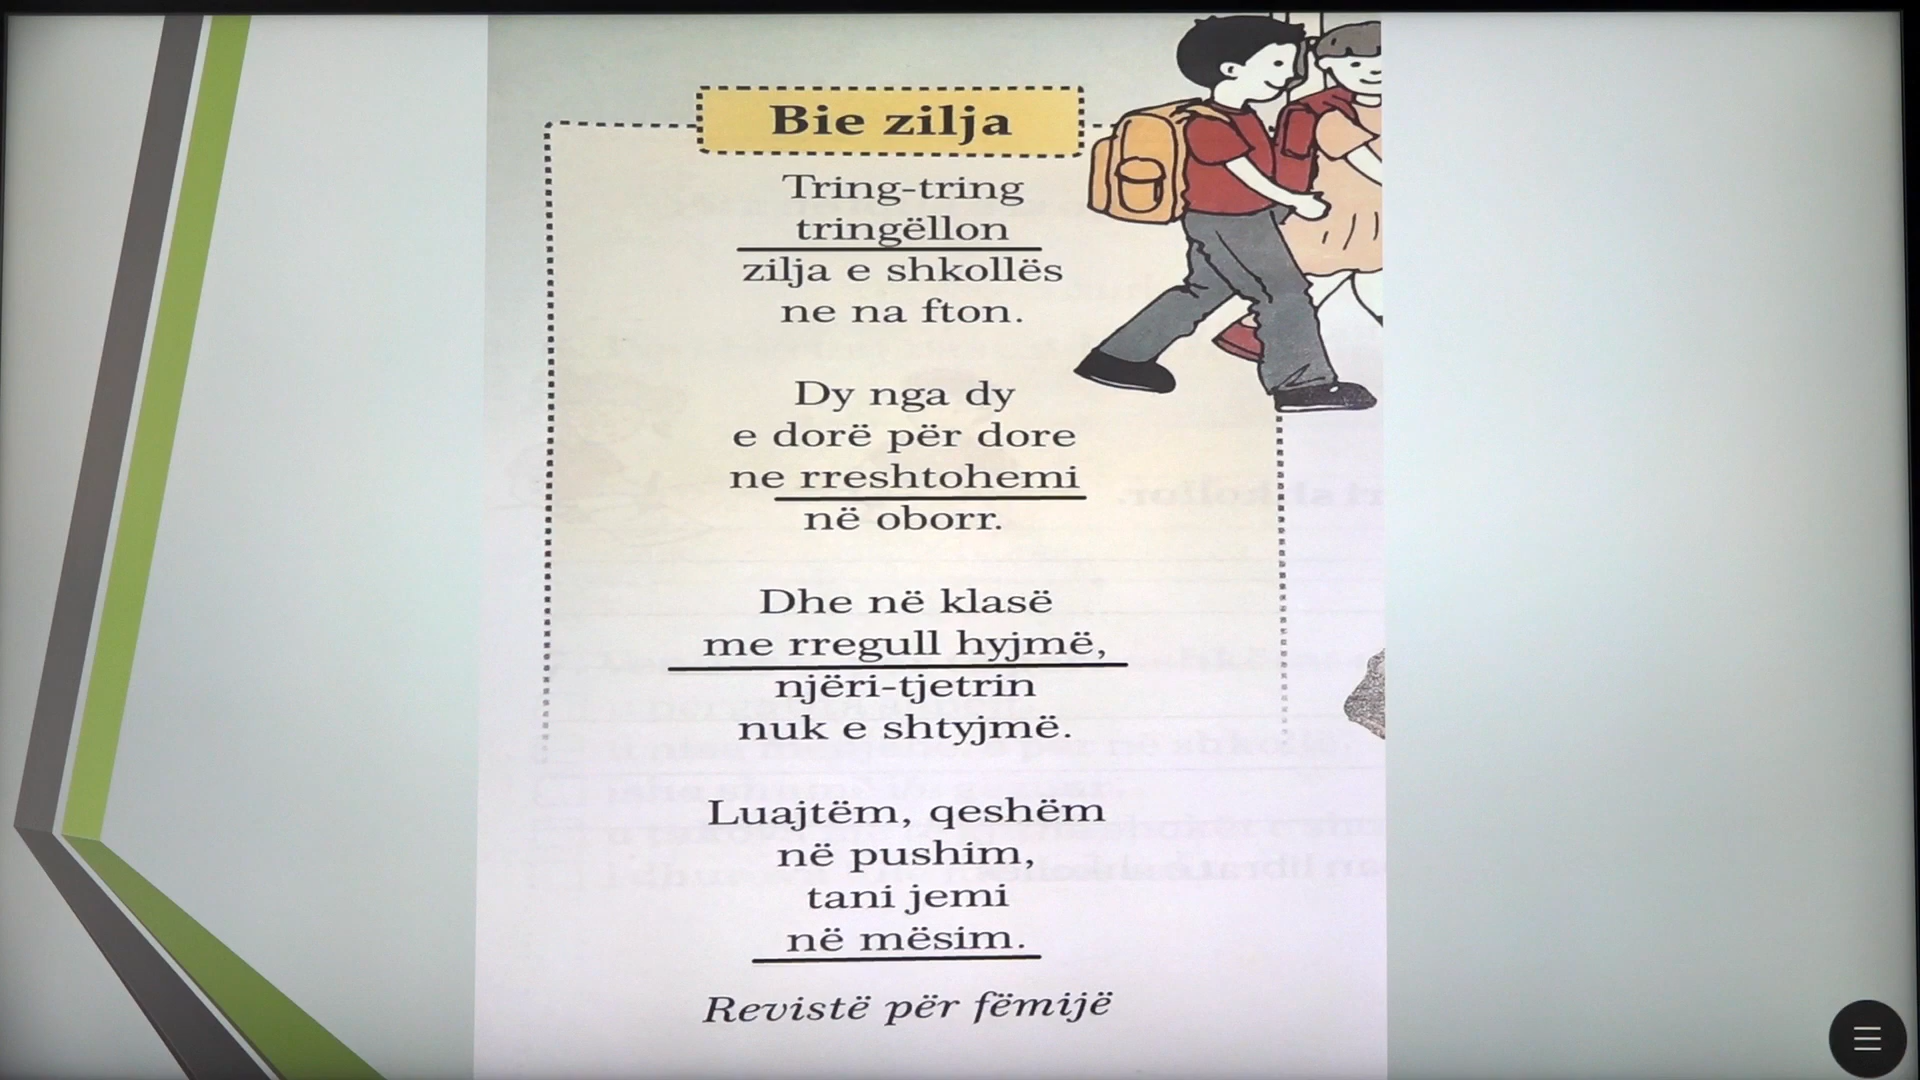 Bie zilja
Tring-tring
tringëllon
zilja e shkollës
ne na fton.
Dy nga dy
e dorë për dore
ne rreshtohemi
në oborr.
Dhe në klasë
me rregull hyjmë,
njëri-tjetrin
nuk e shtyjmë.
Luajtëm, qeshëm
në pushim,
tani jemi
në mësim.
Revistë për fëmijë